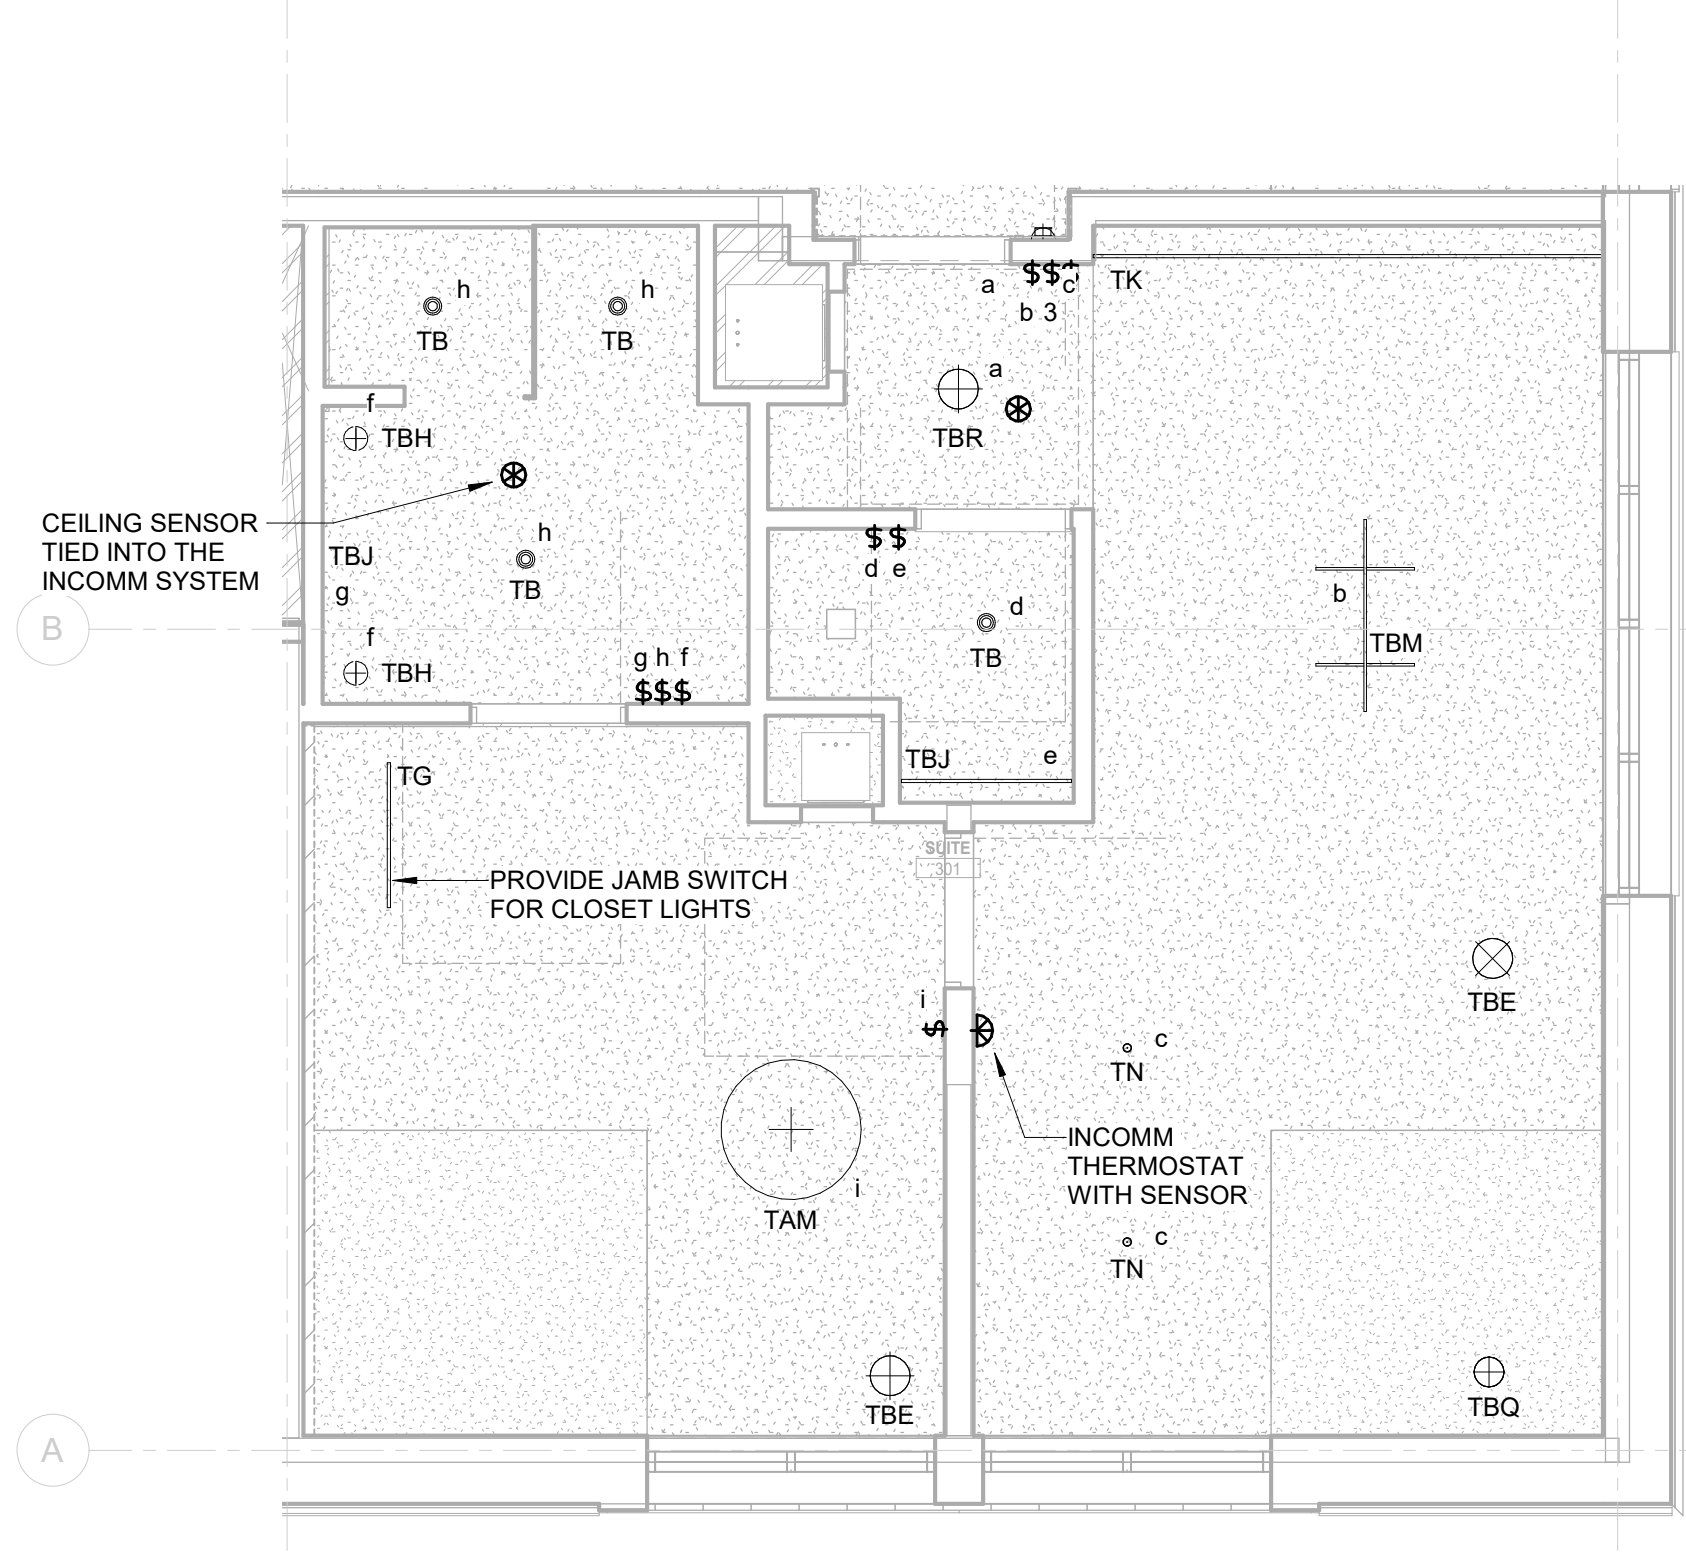 h
h
a
c
TK
b 3
TB
TB
a
f
TBH
TBR
CEILING SENSOR
TIED INTO THE
INCOMM SYSTEM
h
TBJ
TB
g
d e
b
d
B
f
TBM
g h f
TB
TBH
$$$
$$
$$
TBJ
e
TG
SUITE
301
PROVIDE JAMB SWITCH
FOR CLOSET LIGHTS
i
$
TBE
c
TN
INCOMM
THERMOSTAT
WITH SENSOR
i
TAM
c
TN
TBE
TBQ
A